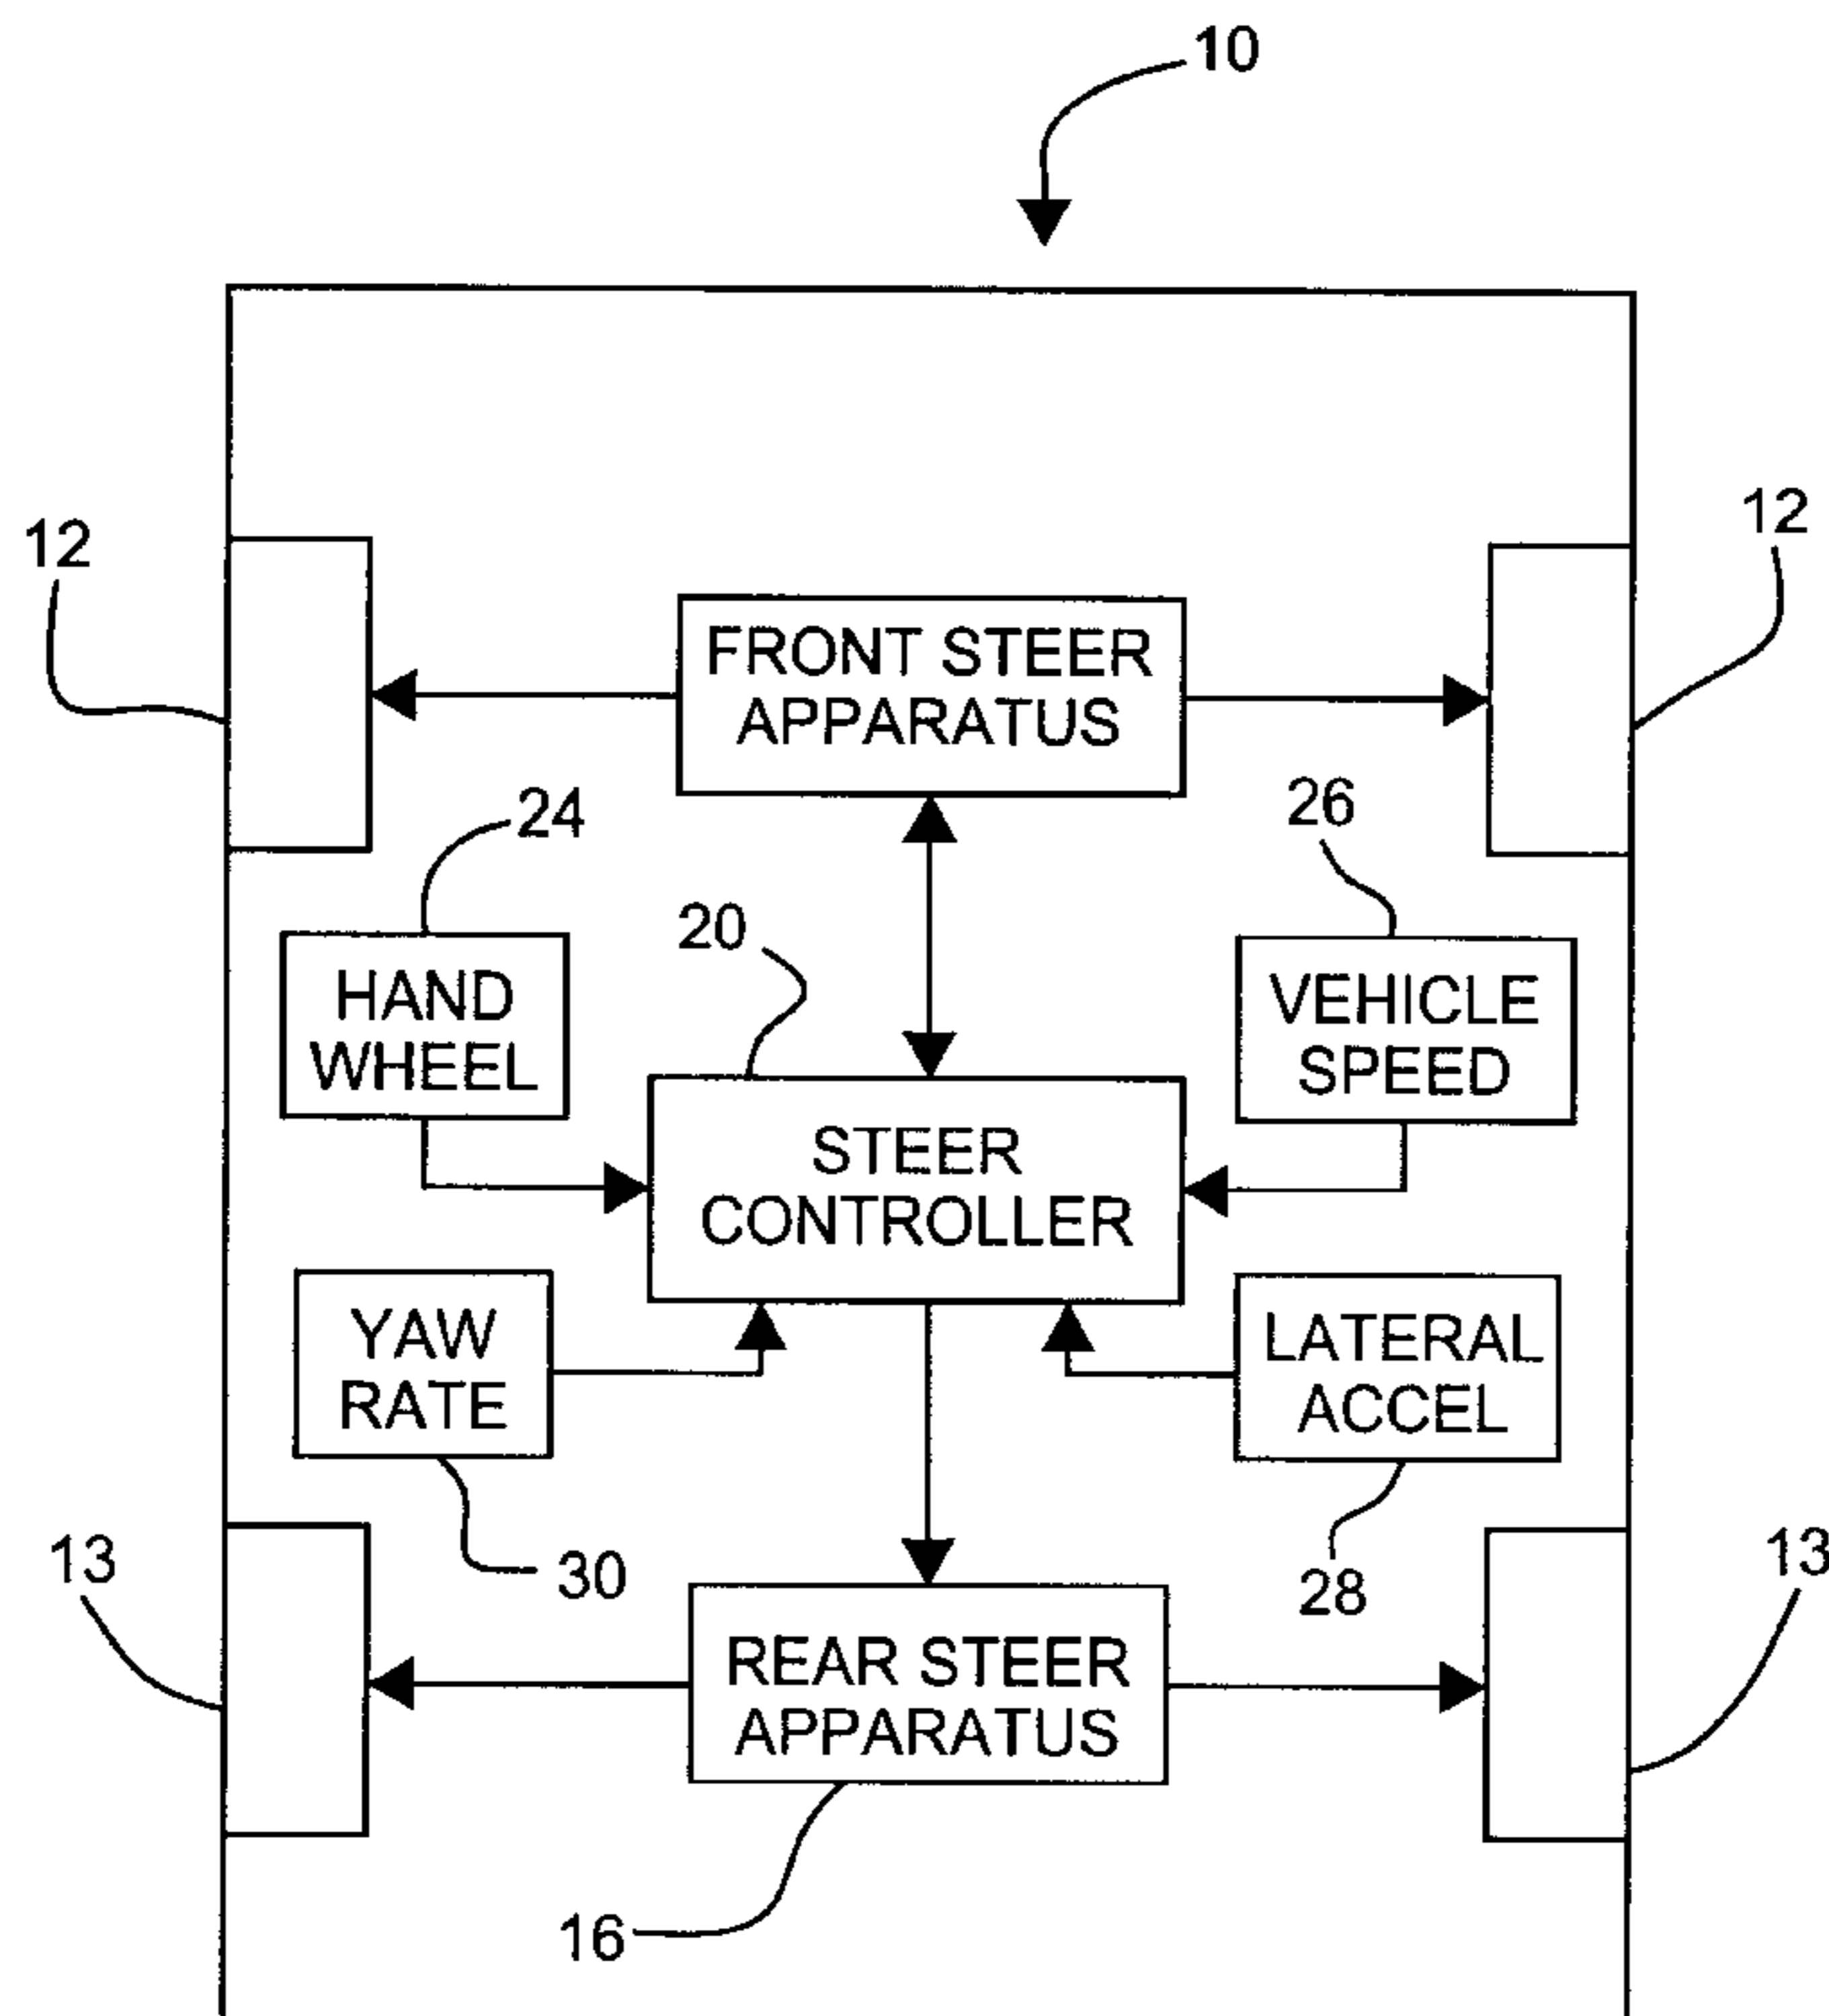 10
12
12
FRONT STEER
APPARATUS
24
26
20
HAND
WHEEL
VEHICLE
SPEED
STEER
CONTROLLER
YAW
RATE
LATERAL
ACCEL
13
30
28
13
REAR STEER
APPARATUS
16